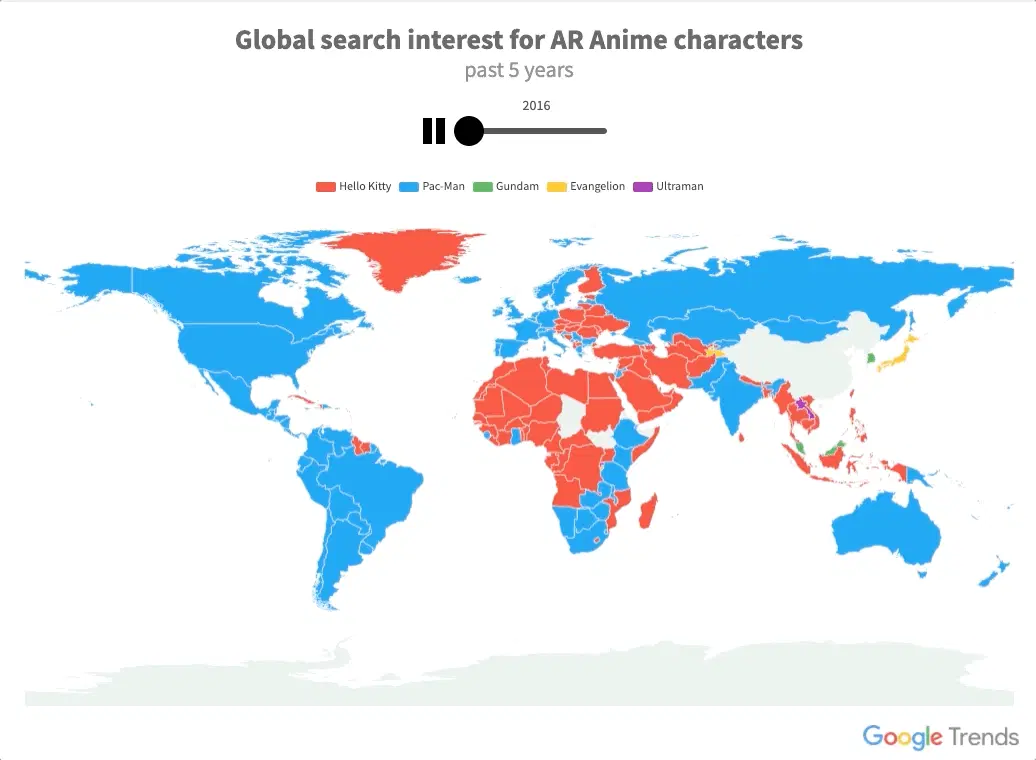 Global search interest for AR Anime characters
past 5 years
2016
Hello Kitty Pac-Man Gundam Evangelion Ultraman
Google Trends